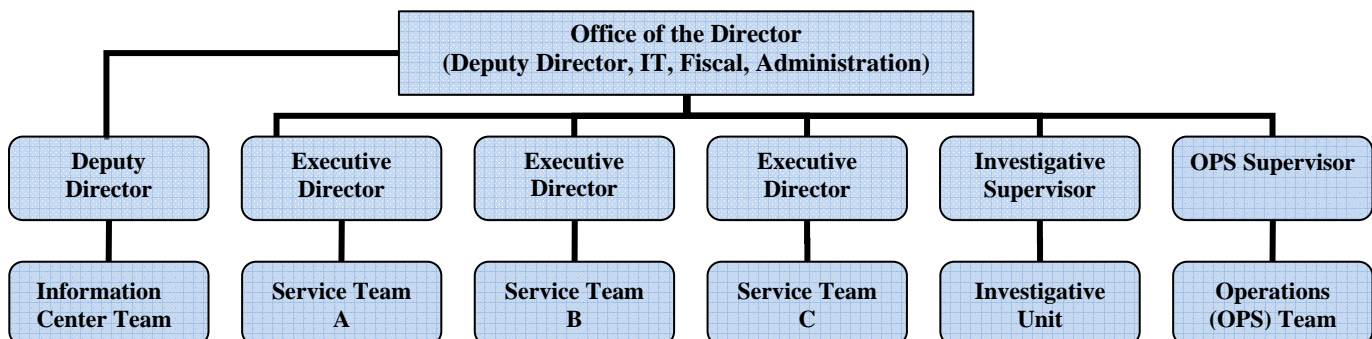 Office of the Director
(Deputy Director, IT, Fiscal, Administration)
Deputy
Director
Executive
Director
Executive
Director
Executive
Director
Investigative
Supervisor
OPS Supervisor
Information
Center Team
Service Team
A
Service Team
B
Service Team
C
Investigative
Unit
Operations
(OPS) Team